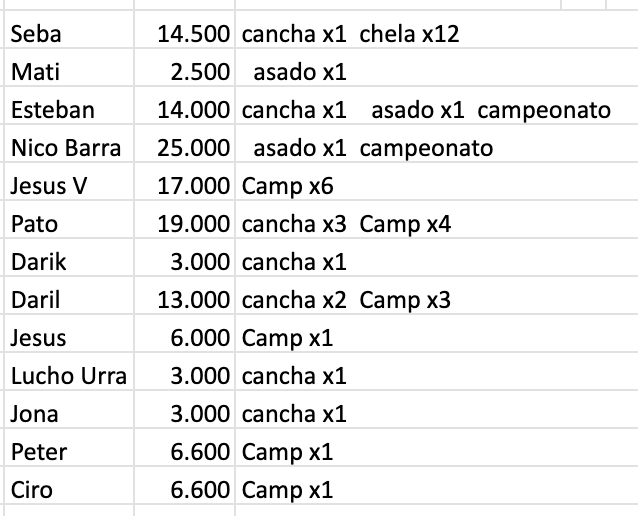 Seba 14.500 cancha x1 chela x12
Mati 2.500 asado x1
Esteban 14.000 cancha x1 asado x1 campeonato
Nico Barra 25.000 asado x1 campeonato
Jesus V 17.000 Camp x6
Pato 19.000 cancha x3 Camp x4
Darik 3.000 cancha x1
Daril 13.000 cancha x2 Camp x3
Jesus 6.000 Camp x1
Lucho Urra 3.000 cancha x1
Jona 3.000 cancha x1
Peter 6.600 Camp x1
Ciro 6.600 Camp x1